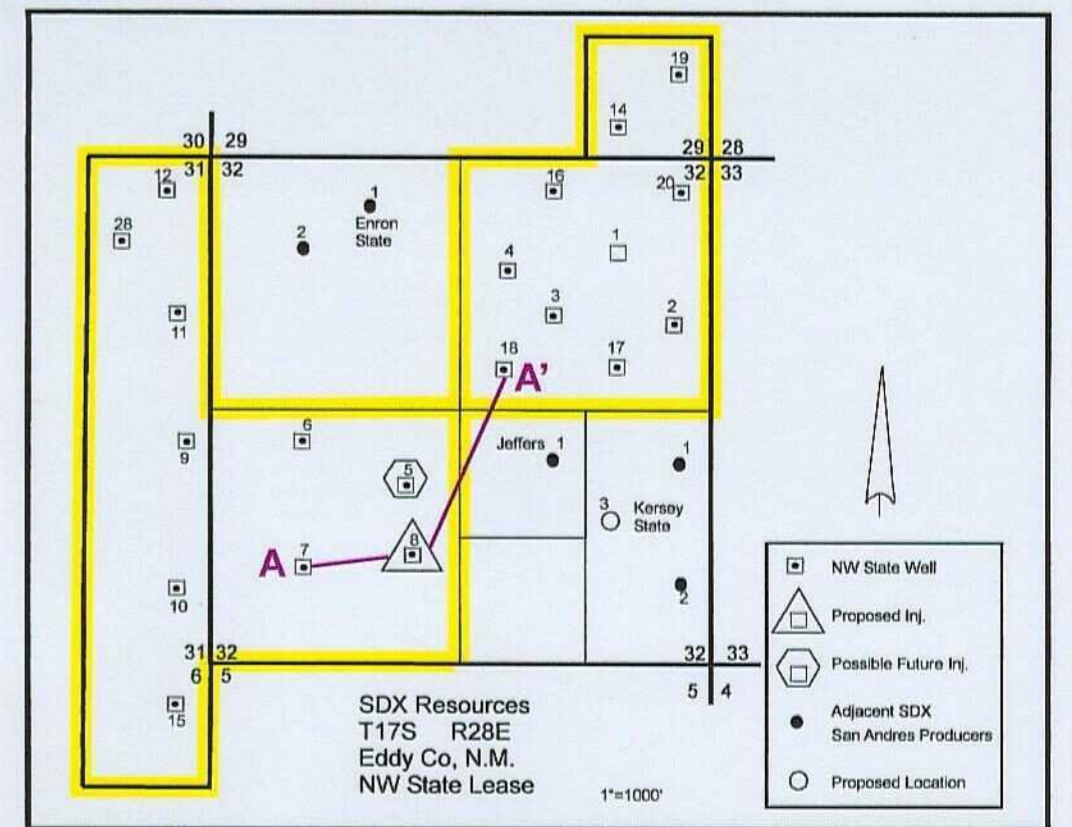 19
14
30 29
29 28
31 32
32 33
12
16
20
1
Enron
State
28
2
1
4
3
2
11
18
17
A'
6
Jeffers 1
1
9
5
3 Kersey
State
8
A 7
10
2
31 32
32 33
6 5
5 4
15
SDX Resources
T17S R28E
Eddy Co, N.M.
NW State Lease
1"=1000'
NW State Well
Proposed Inj.
Possible Future Inj.
Adjacent SDX
San Andres Producers
Proposed Location